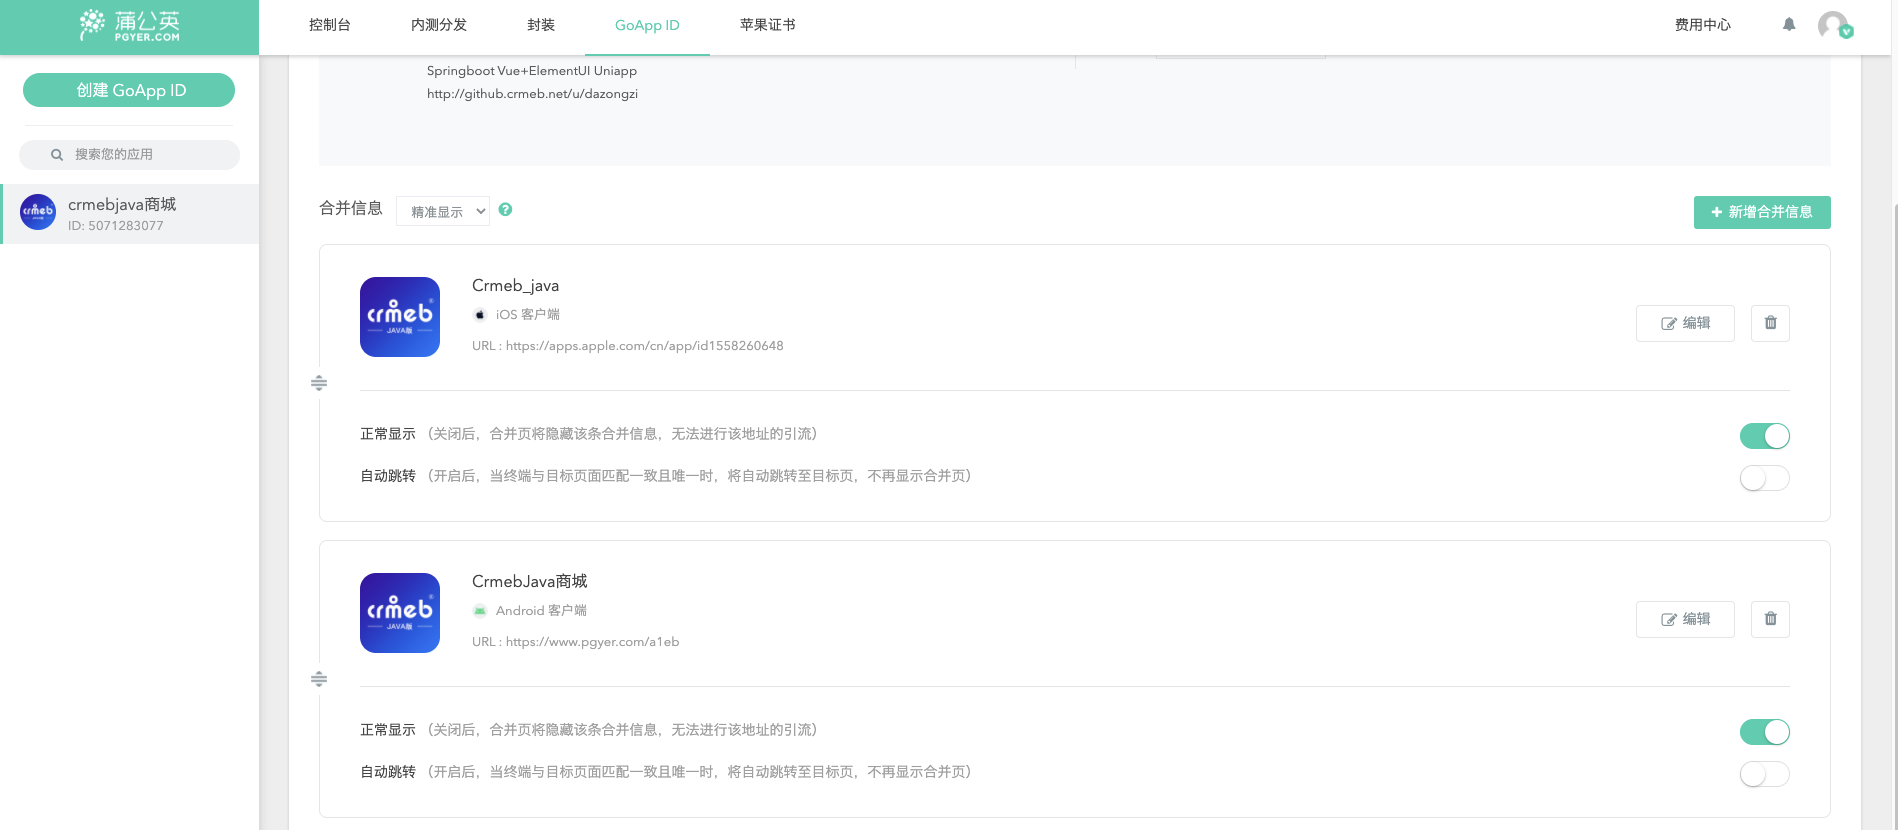 蒲公英
PGYER.COM
控制台
内测分发
封装
GoApp ID
苹果证书
费用中心
创建 GoApp ID
搜索您的应用
crmebjava商城
ID: 5071283077
Springboot Vue+ElementUI Uniapp
http://github.crmeb.net/u/dazongzi
合并信息
精准显示
?
+ 新增合并信息
crmeb
JAVA版
Crmeb_java
iOS 客户端
URL : https://apps.apple.com/cn/app/id1558260648
编辑
正常显示 （关闭后，合并页将隐藏该条合并信息，无法进行该地址的引流）
自动跳转 （开启后，当终端与目标页面匹配一致且唯一时，将自动跳转至目标页，不再显示合并页）
crmeb
JAVA版
CrmebJava商城
Android 客户端
URL : https://www.pgyer.com/a1eb
编辑
正常显示 （关闭后，合并页将隐藏该条合并信息，无法进行该地址的引流）
自动跳转 （开启后，当终端与目标页面匹配一致且唯一时，将自动跳转至目标页，不再显示合并页）